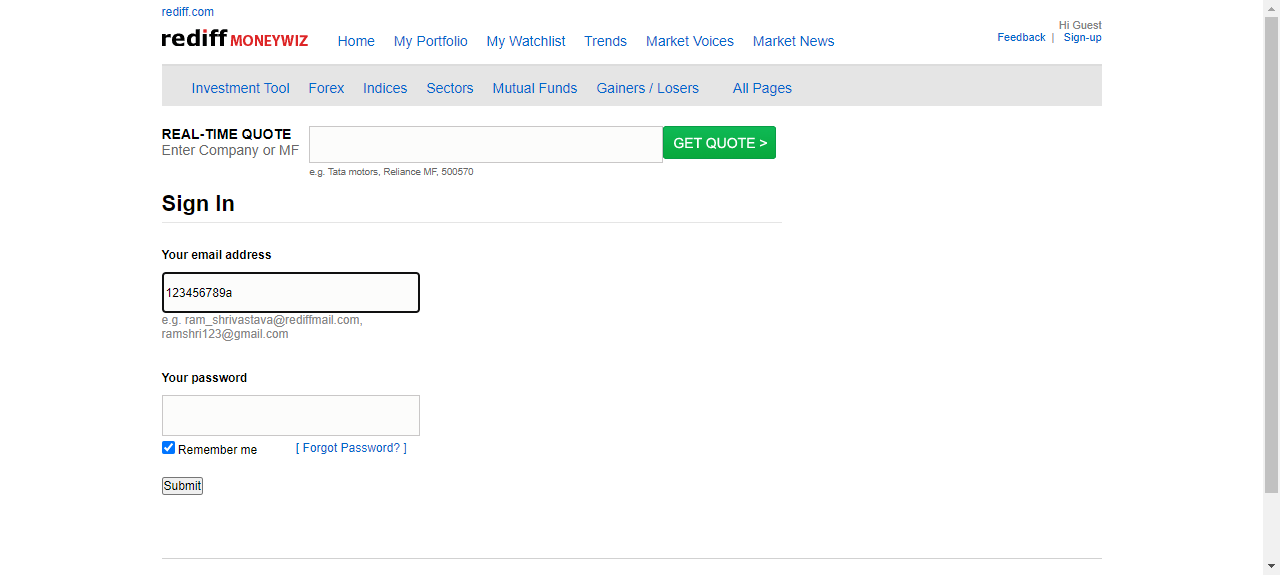 rediff.com
rediff MONEYWIZ
Home My Portfolio My Watchlist Trends Market Voices Market News
Hi Guest
Feedback | Sign-up
Investment Tool Forex Indices Sectors Mutual Funds Gainers / Losers All Pages
REAL-TIME QUOTE
Enter Company or MF
GET QUOTE >
e.g. Tata motors, Reliance MF, 500570
Sign In
Your email address
123456789a
e.g. ram_shrivastava@rediffmail.com,
ramshri123@gmail.com
Your password
Remember me [ Forgot Password? ]
Submit